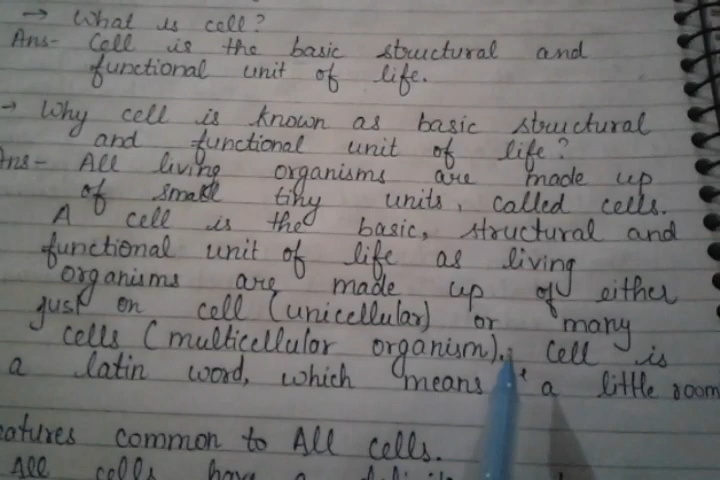 → What is cell?
Ans- Cell is the basic structural and
functional unit of life.
→ Why cell is known as basic structural
and functional unit of life?
Ans- All living organisms are made up
of small tiny units, called cells.
A cell is the basic, structural and
functional unit of life as living
organisms are made up of either
just on cell (unicellular) or many
cells (multicellular organism). Cell is
a latin word, which means 'a little room
eatures common to All cells.
All cells have a